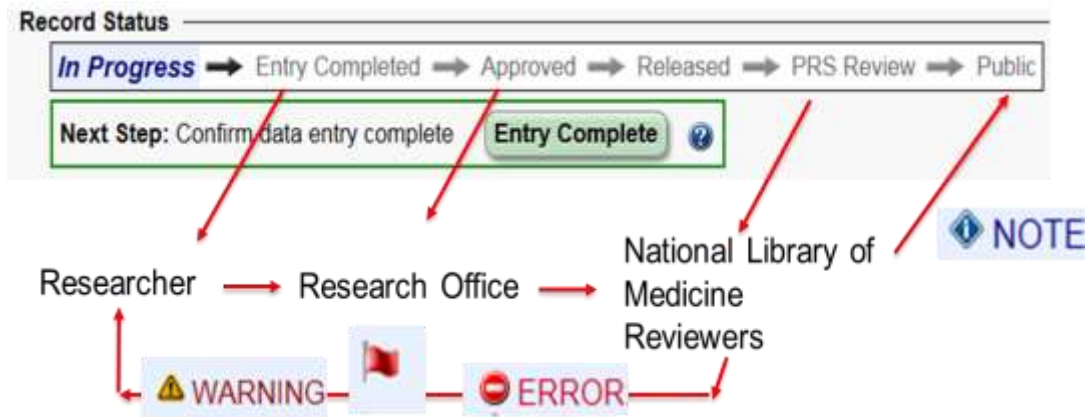 Record Status
In Progress Entry Completed Approved Released PRS Review Public
Next Step: Confirm data entry complete Entry Complete ?
Researcher
Research Office
National Library of
Medicine
Reviewers
NOTE
WARNING
ERROR